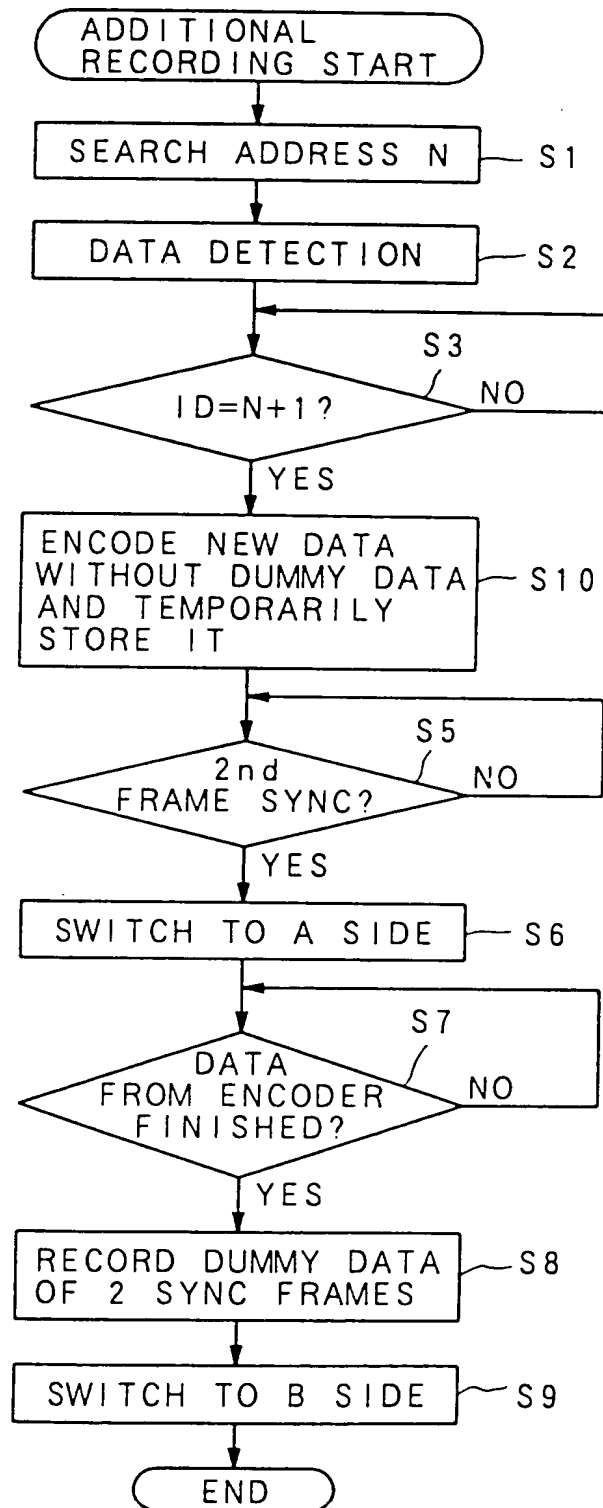 ADDITIONAL
RECORDING START
SEARCH ADDRESS N
S1
DATA DETECTION
S2
S3
ID=N+1?
NO
YES
ENCODE NEW DATA
WITHOUT DUMMY DATA
AND TEMPORARILY
STORE IT
S10
S5
2nd
FRAME SYNC?
NO
YES
SWITCH TO A SIDE
S6
S7
DATA
FROM ENCODER
FINISHED?
NO
YES
RECORD DUMMY DATA
OF 2 SYNC FRAMES
S8
SWITCH TO B SIDE
S9
END